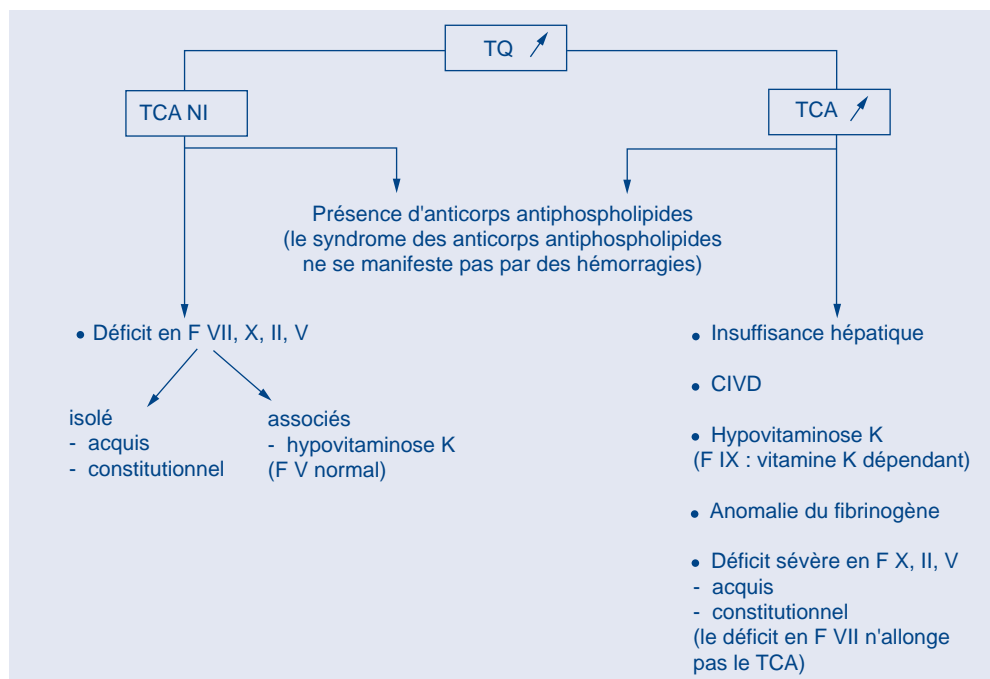 TQ
TCA NI
TCA
Présence d'anticorps antiphospholipides
(le syndrome des anticorps antiphospholipides
ne se manifeste pas par des hémorragies)
• Déficit en F VII, X, II, V
isolé
- acquis
- constitutionnel
associés
- hypovitaminose K
(F V normal)
• Insuffisance hépatique
• CIVD
• Hypovitaminose K
(F IX : vitamine K dépendant)
• Anomalie du fibrinogène
• Déficit sévère en F X, II, V
- acquis
- constitutionnel
(le déficit en F VII n'allonge
pas le TCA)